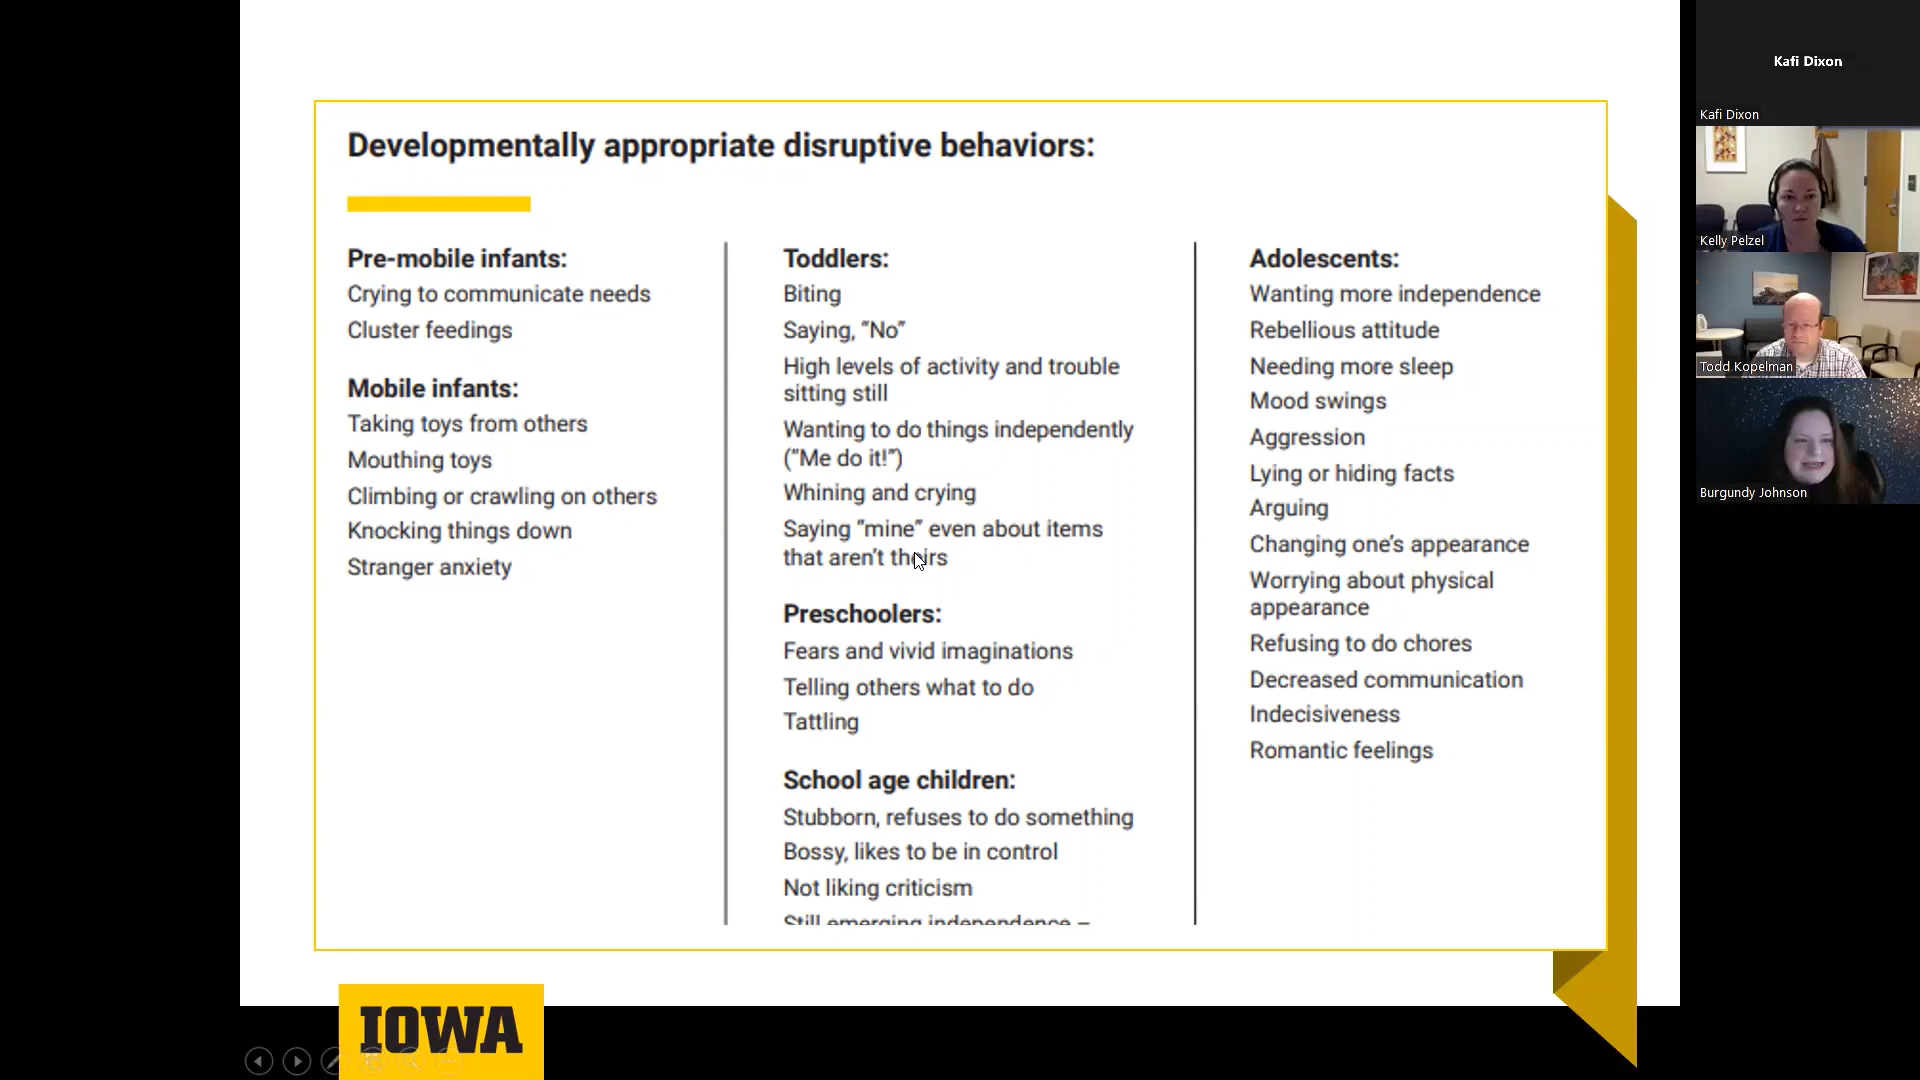 Developmentally appropriate disruptive behaviors:
Pre-mobile infants:
Crying to communicate needs
Cluster feedings
Mobile infants:
Taking toys from others
Mouthing toys
Climbing or crawling on others
Knocking things down
Stranger anxiety
Toddlers:
Biting
Saying, “No”
High levels of activity and trouble
sitting still
Wanting to do things independently
(“Me do it!”)
Whining and crying
Saying “mine” even about items
that aren’t theirs
Preschoolers:
Fears and vivid imaginations
Telling others what to do
Tattling
School age children:
Stubborn, refuses to do something
Bossy, likes to be in control
Not liking criticism
Still emerging independence –
Adolescents:
Wanting more independence
Rebellious attitude
Needing more sleep
Mood swings
Aggression
Lying or hiding facts
Arguing
Changing one’s appearance
Worrying about physical
appearance
Refusing to do chores
Decreased communication
Indecisiveness
Romantic feelings
IOWA
Kafi Dixon
Kafi Dixon
Kelly Pelzel
Todd Kopelman
Burgundy Johnson